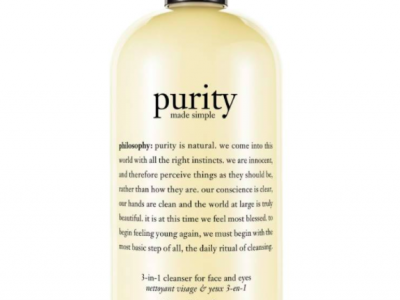 purity
made simple
philosophy: purity is natural. we come into this
world with all the right instincts. we are innocent,
and therefore perceive things as they should be,
rather than how they are. our conscience is clear,
our hands are clean and the world at large is truly
beautiful. it is at this time we feel most blessed. to
begin feeling young again, we must begin with the
most basic step of all, the daily ritual of cleansing.
3-in-1 cleanser for face and eyes
nettoyant visage & yeux 3-en-1